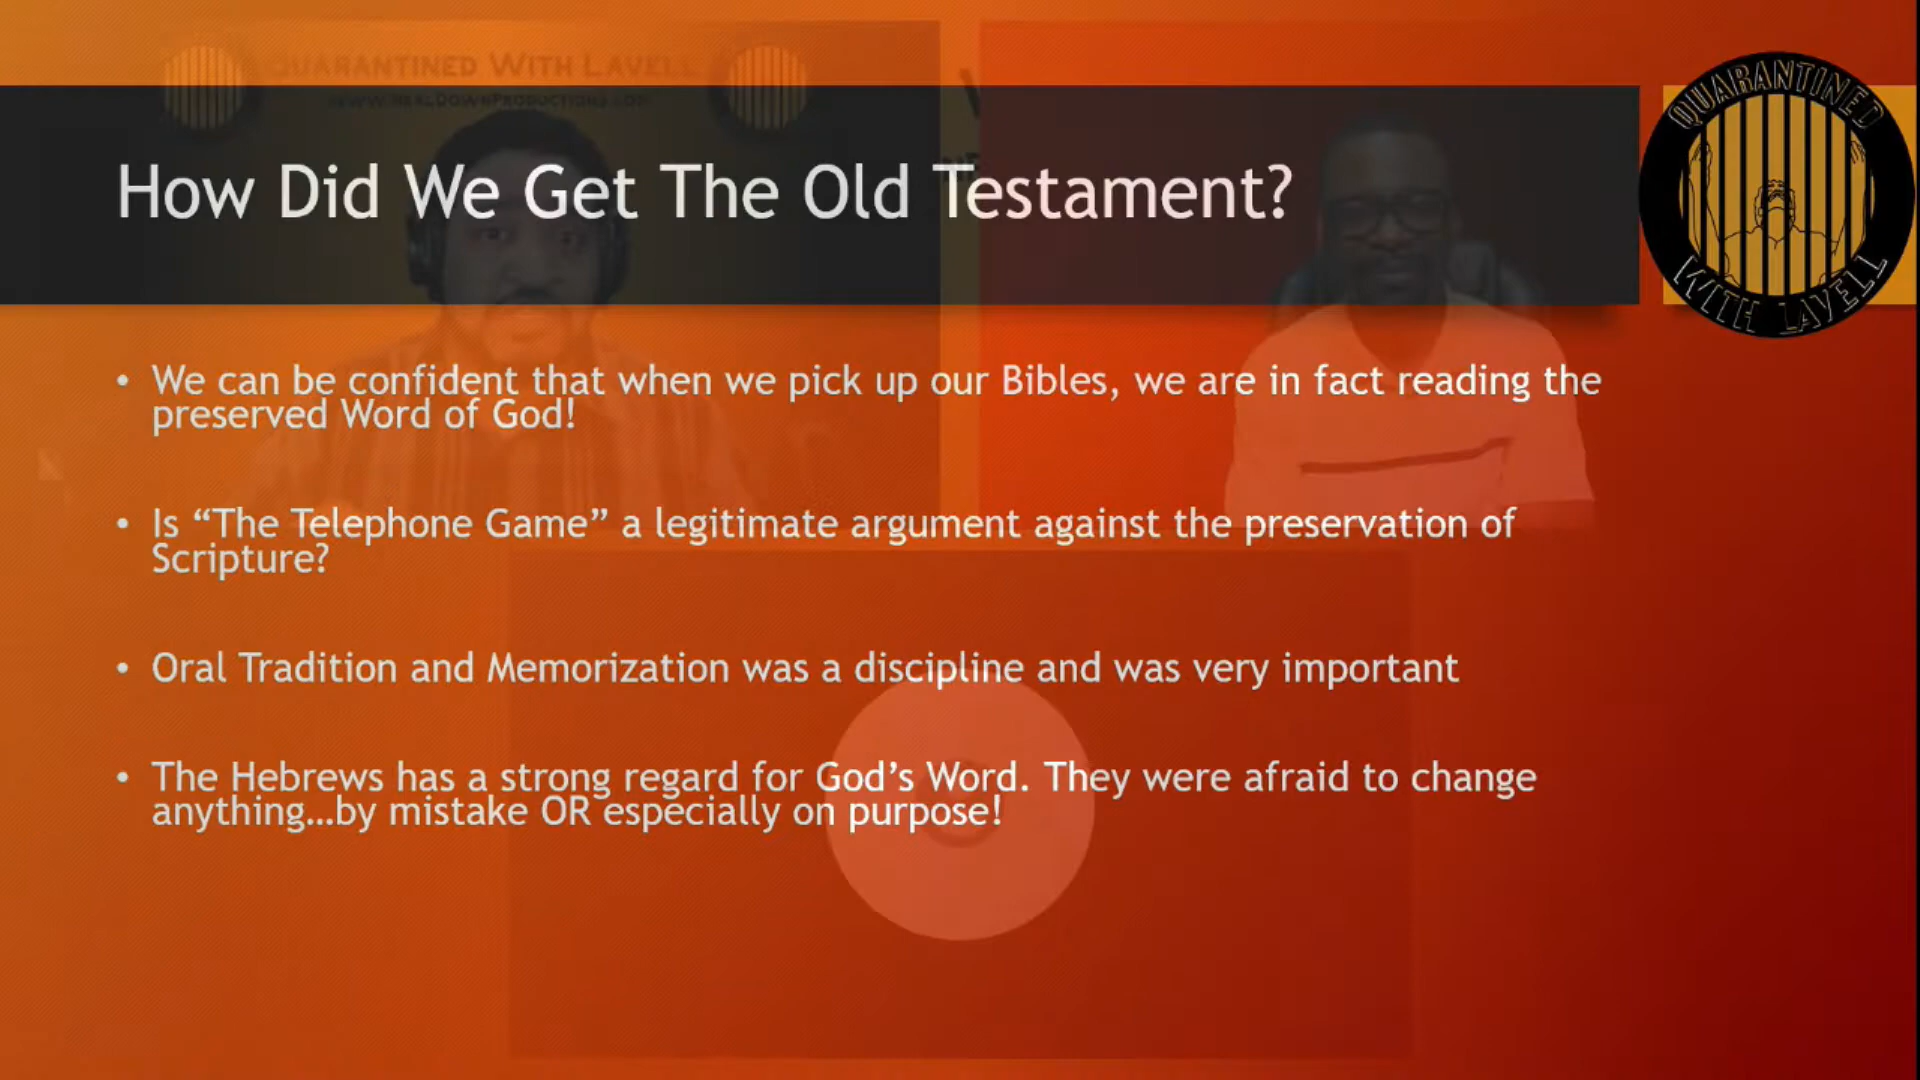 QUARANTINED WITH LAVELL
How Did We Get The Old Testament?
QUARANTINED
WITH LAVELL
• We can be confident that when we pick up our Bibles, we are in fact reading the
preserved Word of God!
• Is “The Telephone Game” a legitimate argument against the preservation of
Scripture?
• Oral Tradition and Memorization was a discipline and was very important
• The Hebrews has a strong regard for God’s Word. They were afraid to change
anything…by mistake OR especially on purpose!